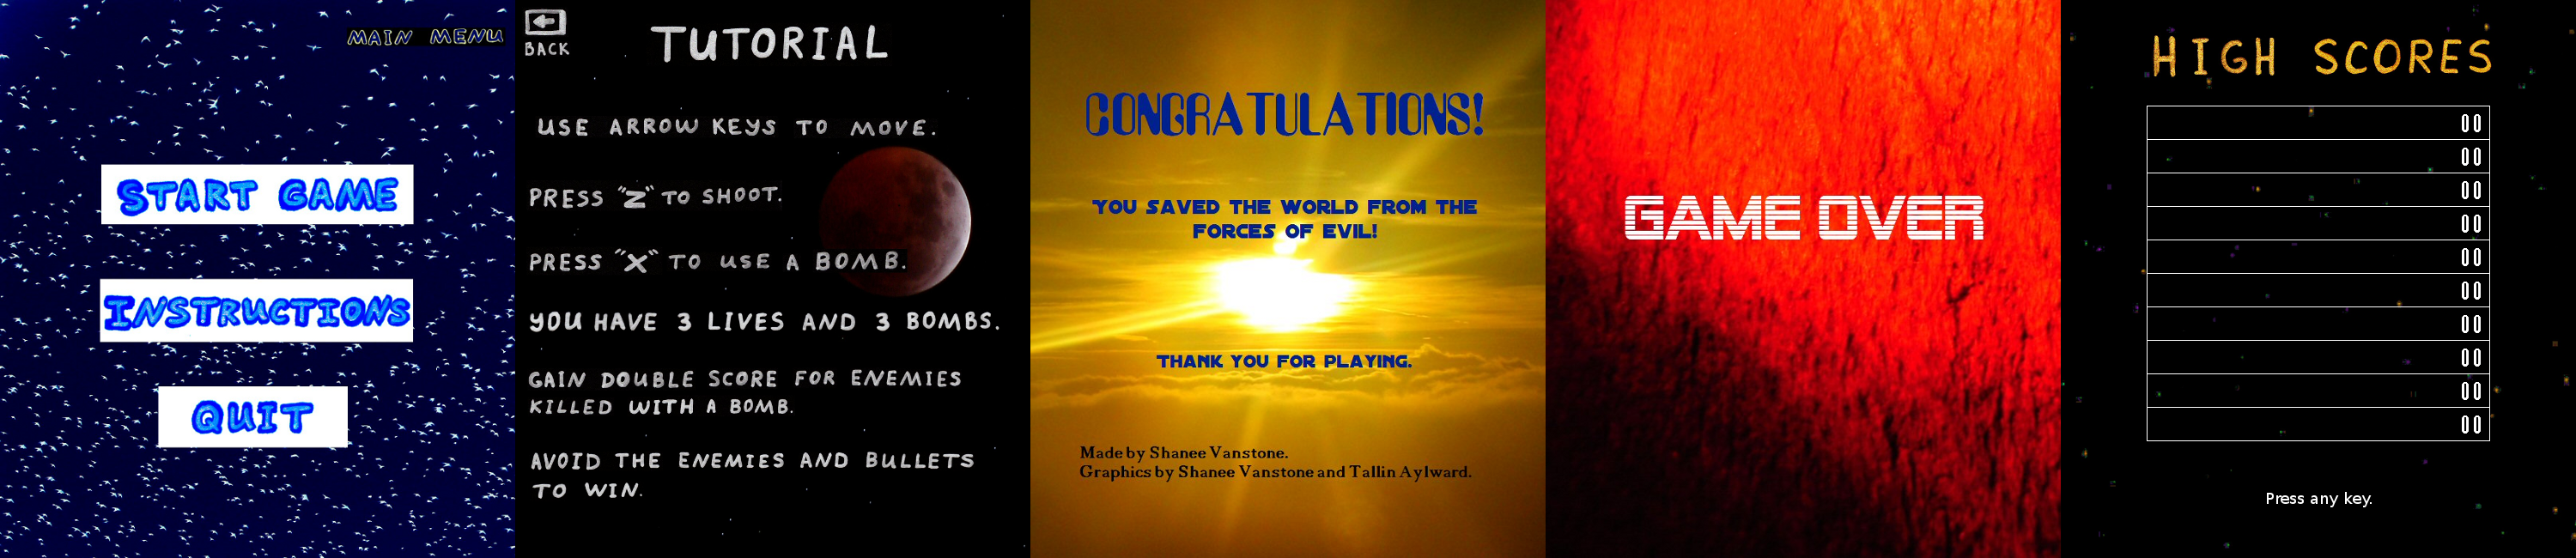 MAIN MENU
START GAME
INSTRUCTIONS
QUIT
BACK
TUTORIAL
USE ARROW KEYS TO MOVE.
PRESS "Z" TO SHOOT.
PRESS "X" TO USE A BOMB.
YOU HAVE 3 LIVES AND 3 BOMBS.
GAIN DOUBLE SCORE FOR ENEMIES
KILLED WITH A BOMB.
AVOID THE ENEMIES AND BULLETS
TO WIN.
CONGRATULATIONS!
YOU SAVED THE WORLD FROM THE
FORCES OF EVIL!
THANK YOU FOR PLAYING.
Made by Shanee Vanstone.
Graphics by Shanee Vanstone and Tallin Aylward.
GAME OVER
HIGH SCORES
00
00
00
00
00
00
00
00
00
00
Press any key.